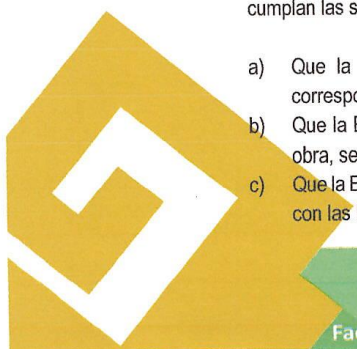 cumplan las s
a) Que la
correspo
b) Que la E
obra, se
c) Que la E
con las
Fa